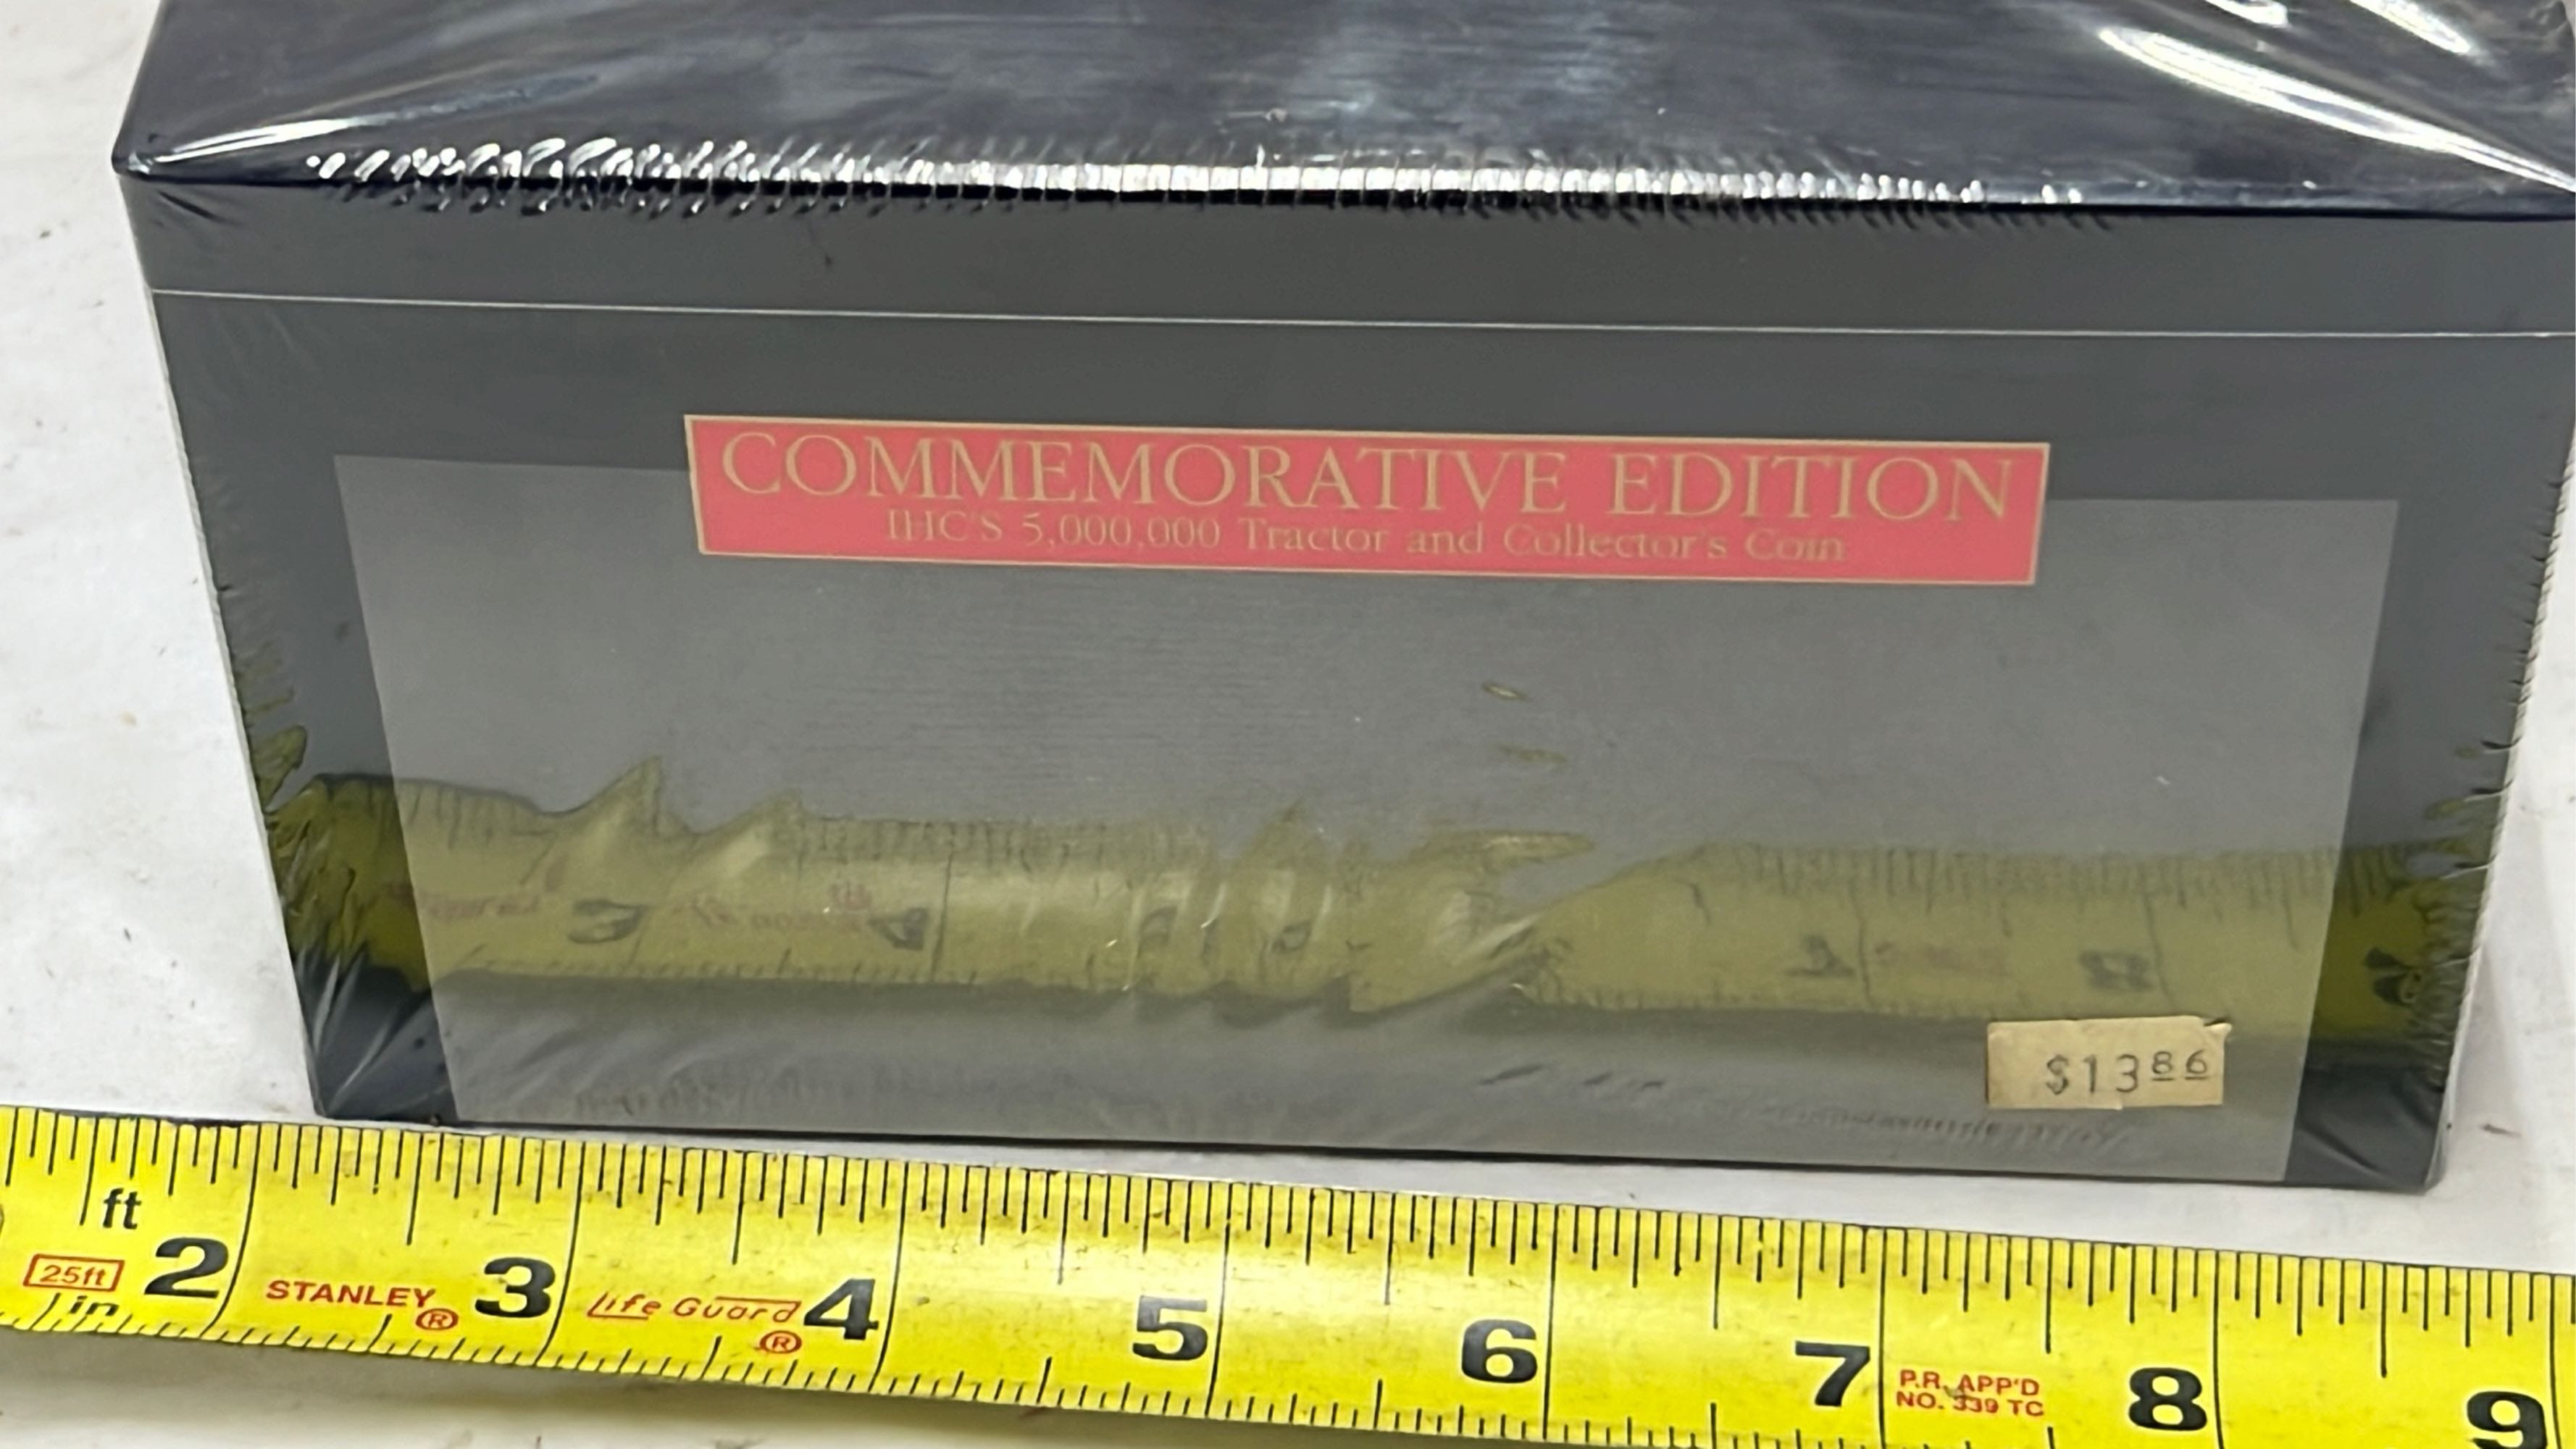 COMMEMORATIVE EDITION
IHC'S 5,000,000 Tractor and Collector's Coin
$13 86
ft
25ft
in
2
STANLEY®
3
Life Guard®
4
5
6
7
P.R. APP'D
NO. 339 TC
8
9